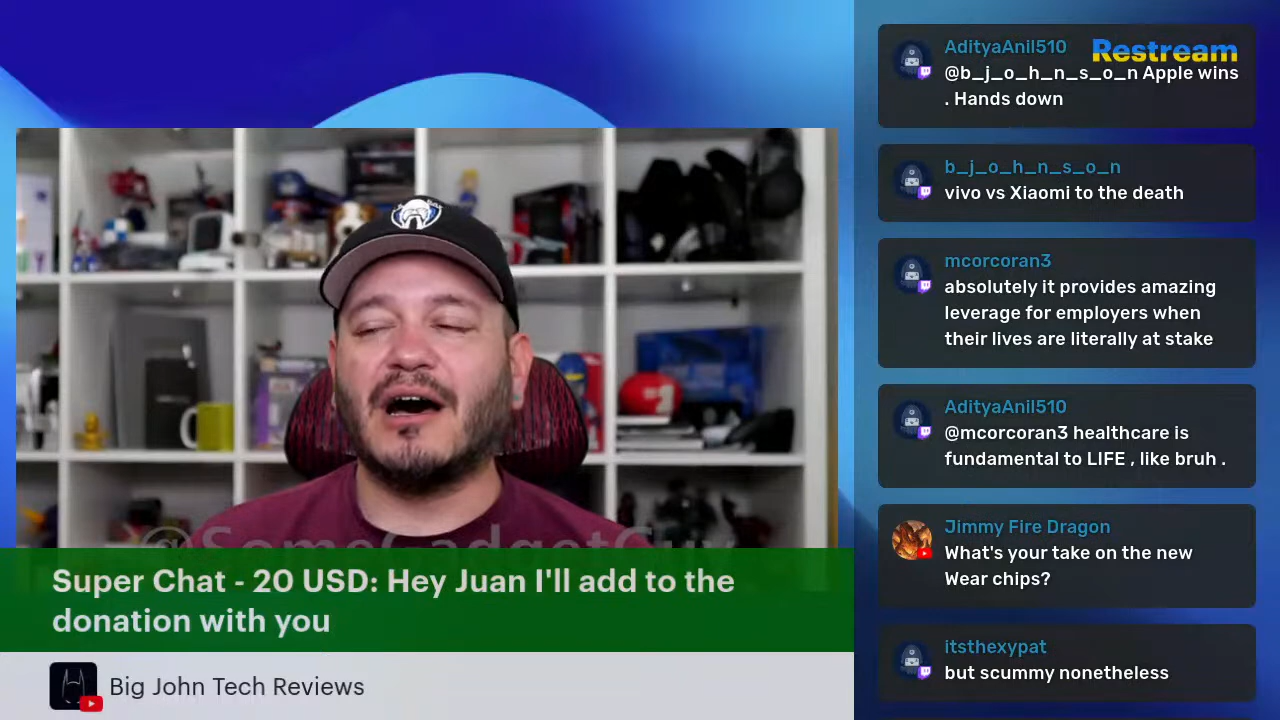 @SomeGadgetGuy
Super Chat - 20 USD: Hey Juan I'll add to the
donation with you
Big John Tech Reviews
Restream
AdityaAnil510
@b_j_o_h_n_s_o_n Apple wins
. Hands down
b_j_o_h_n_s_o_n
vivo vs Xiaomi to the death
mcorcoran3
absolutely it provides amazing
leverage for employers when
their lives are literally at stake
AdityaAnil510
@mcorcoran3 healthcare is
fundamental to LIFE , like bruh .
Jimmy Fire Dragon
What's your take on the new
Wear chips?
itsthexypat
but scummy nonetheless